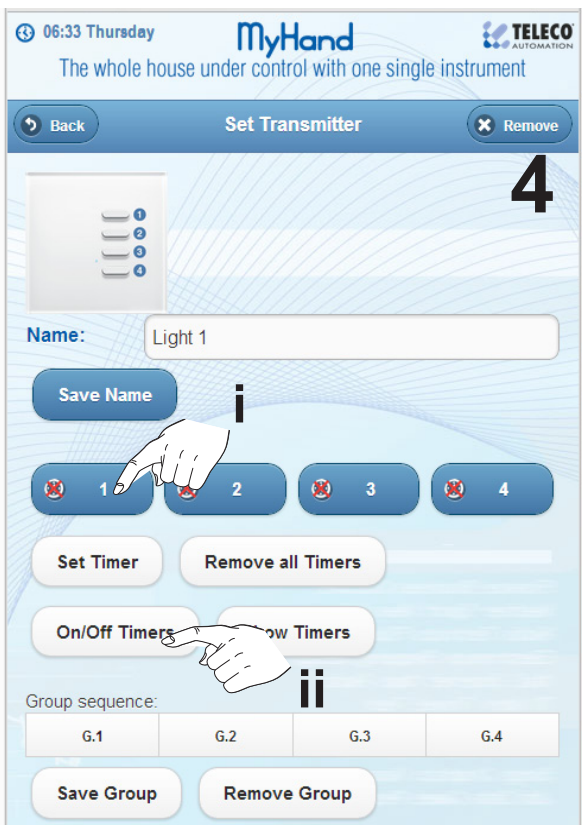 06:33 Thursday
MyHand
TELECO
AUTOMATION
The whole house under control with one single instrument
Back
Set Transmitter
Remove
4
1
2
3
4
Name:
Light 1
Save Name
i
1
2
3
4
Set Timer
Remove all Timers
On/Off Timers
Timers
ii
Group sequence:
G.1
G.2
G.3
G.4
Save Group
Remove Group